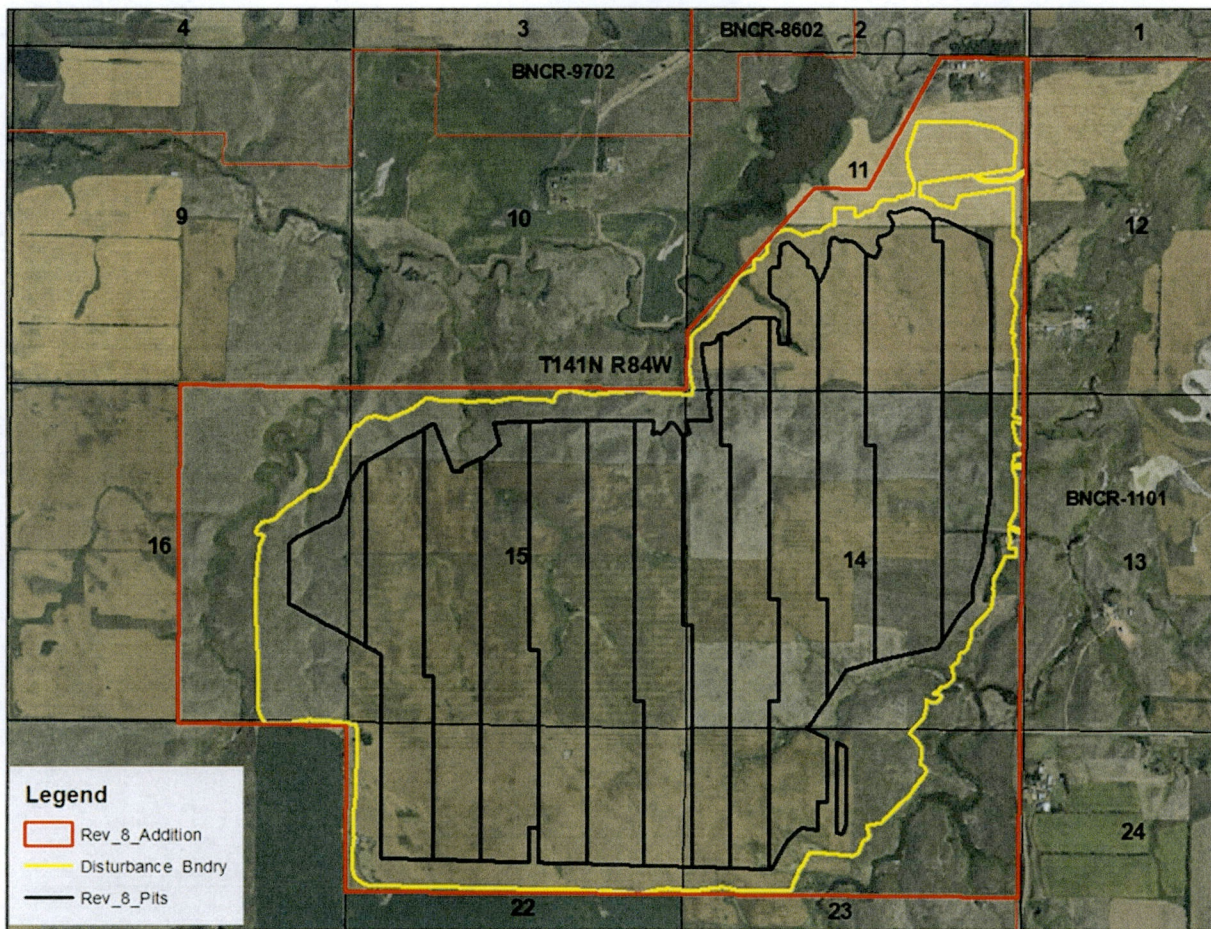 4
3
BNCR-8602
2
1
BNCR-9702
11
9
10
12
T141N R84W
BNCR-1101
16
15
14
13
Legend
Rev_8_Addition
Disturbance Bndry
Rev_8_Pits
24
22
23